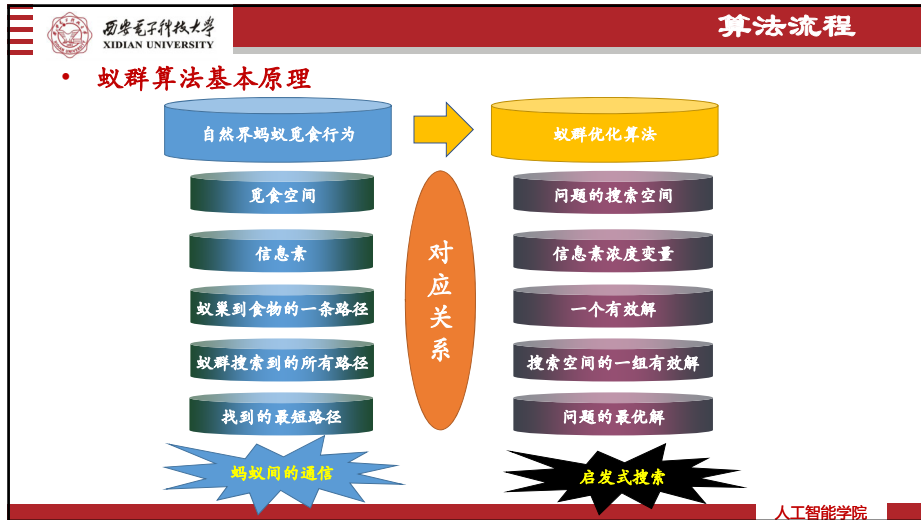 西安电子科技大学
XIDIAN UNIVERSITY
算法流程
• 蚁群算法基本原理
自然界蚂蚁觅食行为
蚁群优化算法
觅食空间
问题的搜索空间
信息素
信息素浓度变量
蚁巢到食物的一条路径
一个有效解
蚁群搜索到的所有路径
搜索空间的一组有效解
找到的最短路径
问题的最优解
对应关系
蚂蚁间的通信
启发式搜索
人工智能学院